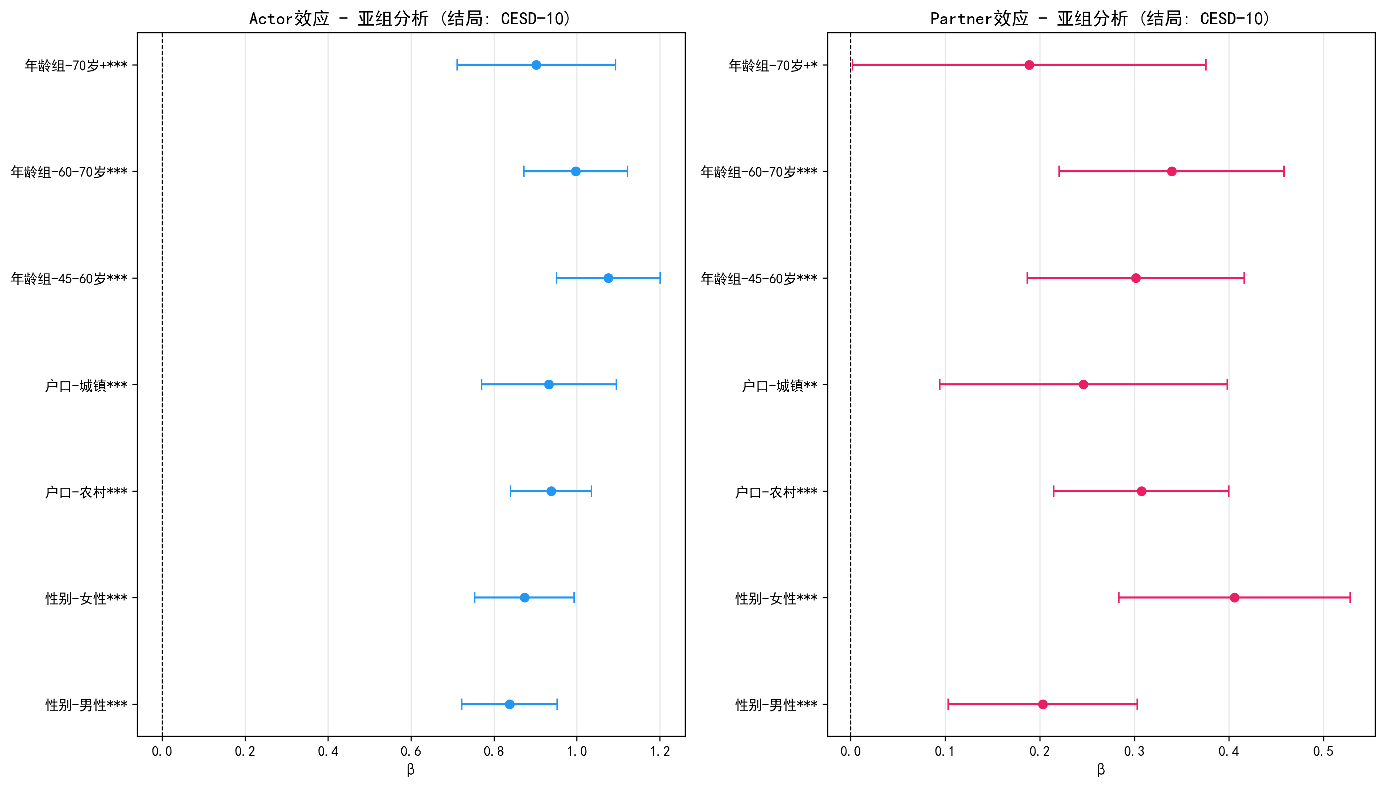 Actor效应 - 亚组分析 (结局: CESD-10)
年龄组-70岁+***
年龄组-60-70岁***
年龄组-45-60岁***
户口-城镇***
户口-农村***
性别-女性***
性别-男性***
0.0 0.2 0.4 0.6 0.8 1.0 1.2
β
Partner效应 - 亚组分析 (结局: CESD-10)
年龄组-70岁+*
年龄组-60-70岁***
年龄组-45-60岁***
户口-城镇**
户口-农村***
性别-女性***
性别-男性***
0.0 0.1 0.2 0.3 0.4 0.5
β